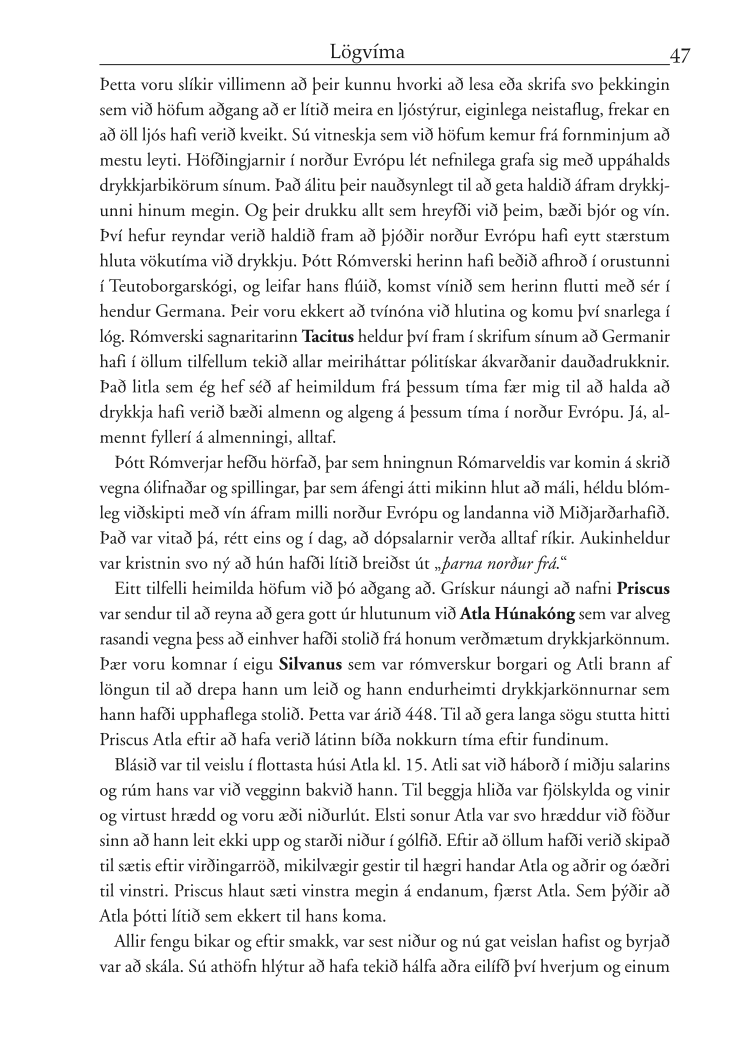 Lögvíma 47
Þetta voru slíkir villimenn að þeir kunnu hvorki að lesa eða skrifa svo þekkingin
sem við höfum aðgang að er lítið meira en ljóstýrur, eiginlega neistaflug, frekar en
að öll ljós hafi verið kveikt. Sú vitneskja sem við höfum kemur frá fornminjum að
mestu leyti. Höfðingjarnir í norður Evrópu lét nefnilega grafa sig með uppáhalds
drykkjarbikörum sínum. Það álitu þeir nauðsynlegt til að geta haldið áfram drykkj-
unni hinum megin. Og þeir drukku allt sem hreyfði við þeim, bæði bjór og vín.
Því hefur reyndar verið haldið fram að þjóðir norður Evrópu hafi eytt stærstum
hluta vökutíma við drykkju. Þótt Rómverski herinn hafi beðið afhroð í orustunni
í Teutoborgarskógi, og leifar hans flúið, komst vínið sem herinn flutti með sér í
hendur Germana. Þeir voru ekkert að tvínóna við hlutina og komu því snarlega í
lóg. Rómverski sagnaritarinn Tacitus heldur því fram í skrifum sínum að Germanir
hafi í öllum tilfellum tekið allar meiriháttar pólitískar ákvarðanir dauðadrukknir.
Það litla sem ég hef séð af heimildum frá þessum tíma fær mig til að halda að
drykkja hafi verið bæði almenn og algeng á þessum tíma í norður Evrópu. Já, al-
mennt fyllerí á almenningi, alltaf.
Þótt Rómverjar hefðu hörfað, þar sem hningnun Rómarveldis var komin á skrið
vegna ólifnaðar og spillingar, þar sem áfengi átti mikinn hlut að máli, héldu blóm-
leg viðskipti með vín áfram milli norður Evrópu og landanna við Miðjarðarhafið.
Það var vitað þá, rétt eins og í dag, að dópsalarnir verða alltaf ríkir. Aukinheldur
var kristnin svo ný að hún hafði lítið breiðst út „þarna norður frá.“
Eitt tilfelli heimilda höfum við þó aðgang að. Grískur náungi að nafni Priscus
var sendur til að reyna að gera gott úr hlutunum við Atla Húnakóng sem var alveg
rasandi vegna þess að einhver hafði stolið frá honum verðmætum drykkjarkönnum.
Þær voru komnar í eigu Silvanus sem var rómverskur borgari og Atli brann af
löngun til að drepa hann um leið og hann endurheimti drykkjarkönnurnar sem
hann hafði upphaflega stolið. Þetta var árið 448. Til að gera langa sögu stutta hitti
Priscus Atla eftir að hafa verið látinn bíða nokkurn tíma eftir fundinum.
Blásið var til veislu í flottasta húsi Atla kl. 15. Atli sat við háborð í miðju salarins
og rúm hans var við vegginn bakvið hann. Til beggja hliða var fjölskylda og vinir
og virtust hrædd og voru æði niðurlút. Elsti sonur Atla var svo hræddur við föður
sinn að hann leit ekki upp og starði niður í gólfið. Eftir að öllum hafði verið skipað
til sætis eftir virðingarröð, mikilvægir gestir til hægri handar Atla og aðrir og óæðri
til vinstri. Priscus hlaut sæti vinstra megin á endanum, fjærst Atla. Sem þýðir að
Atla þótti lítið sem ekkert til hans koma.
Allir fengu bikar og eftir smakk, var sest niður og nú gat veislan hafist og byrjað
var að skála. Sú athöfn hlýtur að hafa tekið hálfa aðra eilífð því hverjum og einum